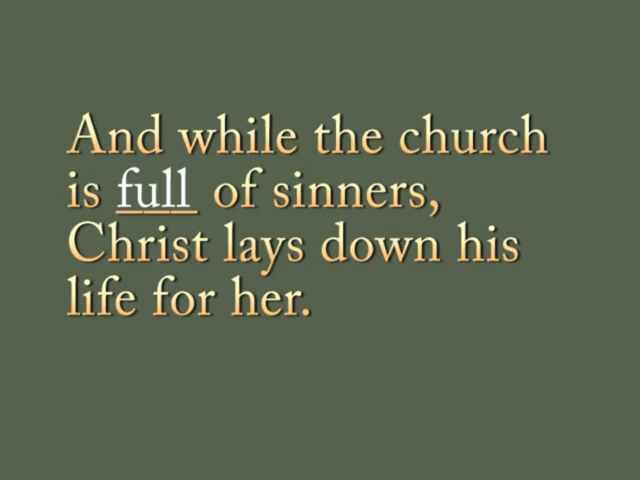 And while the church
is full of sinners,
Christ lays down his
life for her.